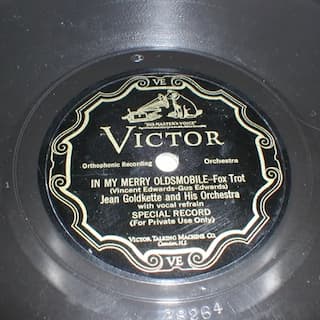 VE
"HIS MASTER'S VOICE"
VICTOR
Orthophonic Recording Orchestra
IN MY MERRY OLDSMOBILE-Fox Trot
(Vincent Edwards-Gus Edwards)
Jean Goldkette and His Orchestra
with vocal refrain
SPECIAL RECORD
(For Private Use Only)
VICTOR TALKING MACHINE CO.
Camden, N.J.
VE